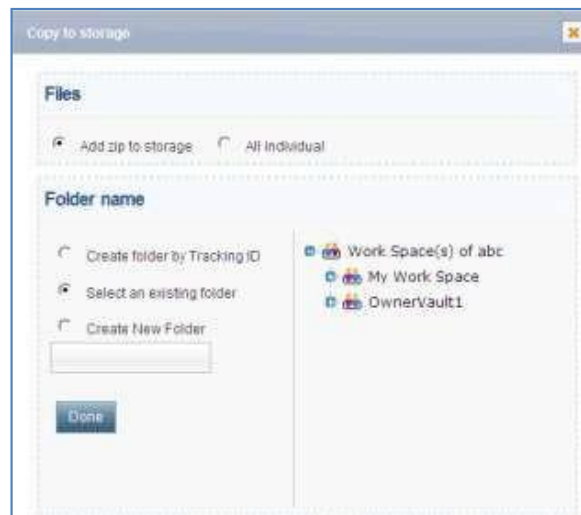 Copy to storage
Files
Add zip to storage All Individual
Folder name
Create folder by Tracking ID
Select an existing folder
Create New Folder
Done
Work Space(s) of abc
My Work Space
OwnerVault1